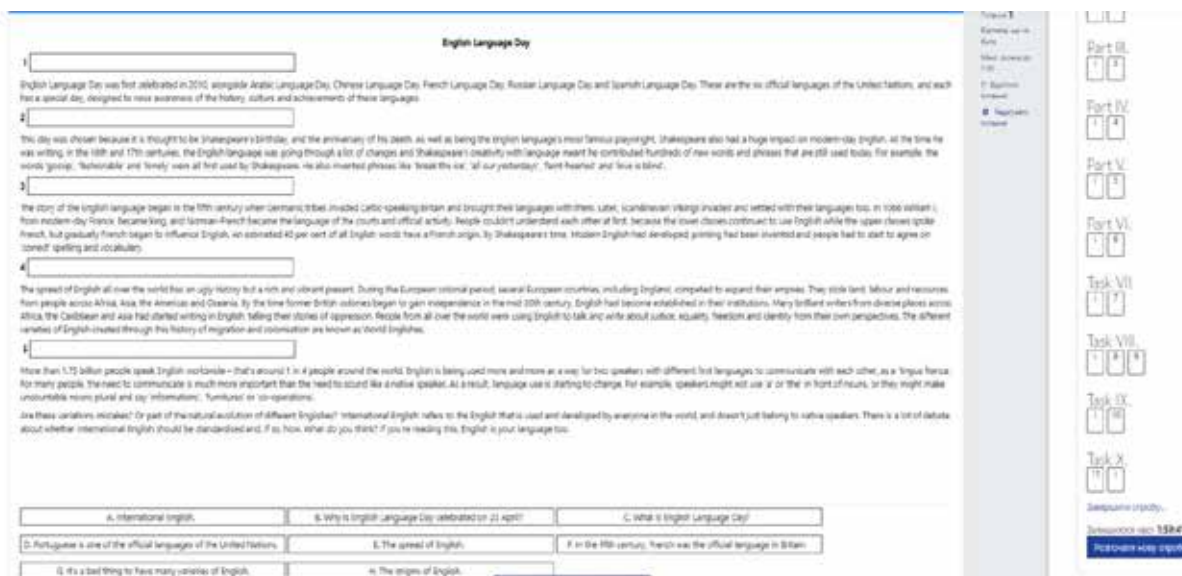 English Language Day
1
English Language Day was first celebrated in 2010, alongside Arabic Language Day, Chinese Language Day, French Language Day, Russian Language Day and Spanish Language Day. These are the six official languages of the United Nations, and each
has a special day, designed to raise awareness of the history, culture and achievements of these languages.
2
This day was chosen because it is thought to be Shakespeare's birthday, and the anniversary of his death. As well as being the English language's most famous playwright, Shakespeare also had a huge impact on modern-day English. At the time he
was writing, in the 16th and 17th centuries, the English language was going through a lot of changes and Shakespeare's creativity with language meant he contributed hundreds of new words and phrases that are still used today. For example, the
words 'gossip', 'fashionable' and 'lonely' were all first used by Shakespeare. He also invented phrases like 'break the ice', 'all our yesterdays', 'faint-hearted' and 'love is blind'.
3
The story of the English language began in the fifth century when Germanic tribes invaded Celtic-speaking Britain and brought their languages with them. Later, Scandinavian Vikings invaded and settled with their languages too. In 1066 William I,
from modern-day France, became king, and Norman-French became the language of the courts and official activity. People couldn't understand each other at first, because the lower classes continued to use English while the upper classes spoke
French, but gradually French began to influence English. An estimated 45 per cent of all English words have a French origin. By Shakespeare's time, Modern English had developed, printing had been invented and people had to start to agree on
'correct' spelling and vocabulary.
4
The spread of English all over the world has an ugly history but a rich and vibrant present. During the European colonial period, several European countries, including England, competed to expand their empires. They stole land, labour and resources
from people across Africa, Asia, the Americas and Oceania. By the time former British colonies began to gain independence in the mid 20th century, English had become established in their institutions. Many brilliant writers from diverse places across
Africa, the Caribbean and Asia had started writing in English, telling their stories of oppression. People from all over the world were using English to talk and write about justice, equality, freedom and identity from their own perspectives. The different
varieties of English created through this history of migration and colonisation are known as World Englishes.
5
More than 1.75 billion people speak English worldwide – that's around 1 in 4 people around the world. English is being used more and more as a way for two speakers with different first languages to communicate with each other, as a 'lingua franca'.
For many people, the need to communicate is much more important than the need to sound like a native speaker. As a result, language use is starting to change. For example, speakers might not use 'a' or 'the' in front of nouns, or they might make
uncountable nouns plural and say 'informations', 'furnitures' or 'co-operations'.
Are these variations mistakes? Or part of the natural evolution of different Englishes? 'International English' refers to the English that is used and developed by everyone in the world, and doesn't just belong to native speakers. There is a lot of debate
about whether International English should be standardised and, if so, how. What do you think? If you're reading this, English is your language too.
A. International English.
B. Why is English Language Day celebrated on 23 April?
C. What is English Language Day?
D. Portuguese is one of the official languages of the United Nations.
E. The spread of English.
F. In the fifth century, French was the official language in Britain.
G. It's a bad thing to have many varieties of English.
H. The origins of English.
Part III.
Part IV.
Part V.
Part VI.
Task VII.
Task VIII.
Task IX.
Task X.
Завершити спробу...